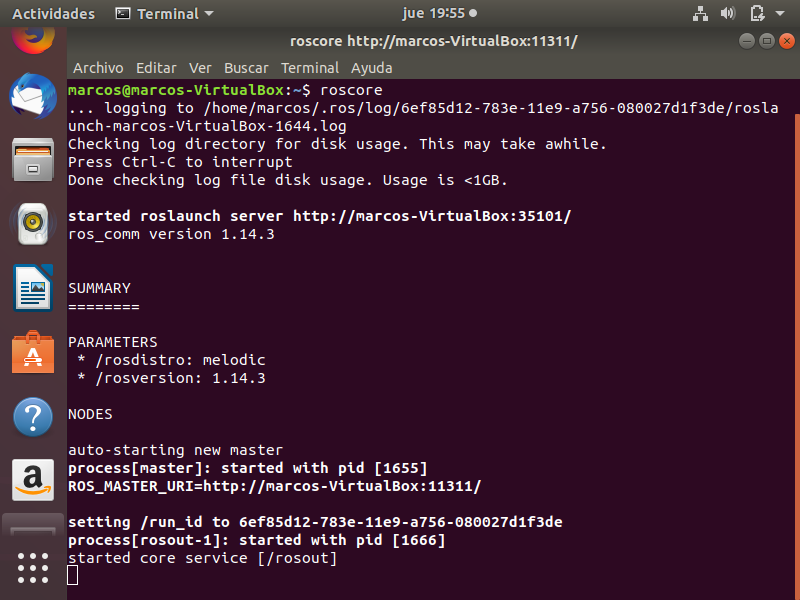 Actividades Terminal jue 19:55
roscore http://marcos-VirtualBox:11311/
Archivo Editar Ver Buscar Terminal Ayuda
marcos@marcos-VirtualBox:~$ roscore
... logging to /home/marcos/.ros/log/6ef85d12-783e-11e9-a756-080027d1f3de/rosla
unch-marcos-VirtualBox-1644.log
Checking log directory for disk usage. This may take awhile.
Press Ctrl-C to interrupt
Done checking log file disk usage. Usage is <1GB.
started roslaunch server http://marcos-VirtualBox:35101/
ros_comm version 1.14.3
SUMMARY
========
PARAMETERS
* /rosdistro: melodic
* /rosversion: 1.14.3
NODES
auto-starting new master
process[master]: started with pid [1655]
ROS_MASTER_URI=http://marcos-VirtualBox:11311/
setting /run_id to 6ef85d12-783e-11e9-a756-080027d1f3de
process[rosout-1]: started with pid [1666]
started core service [/rosout]